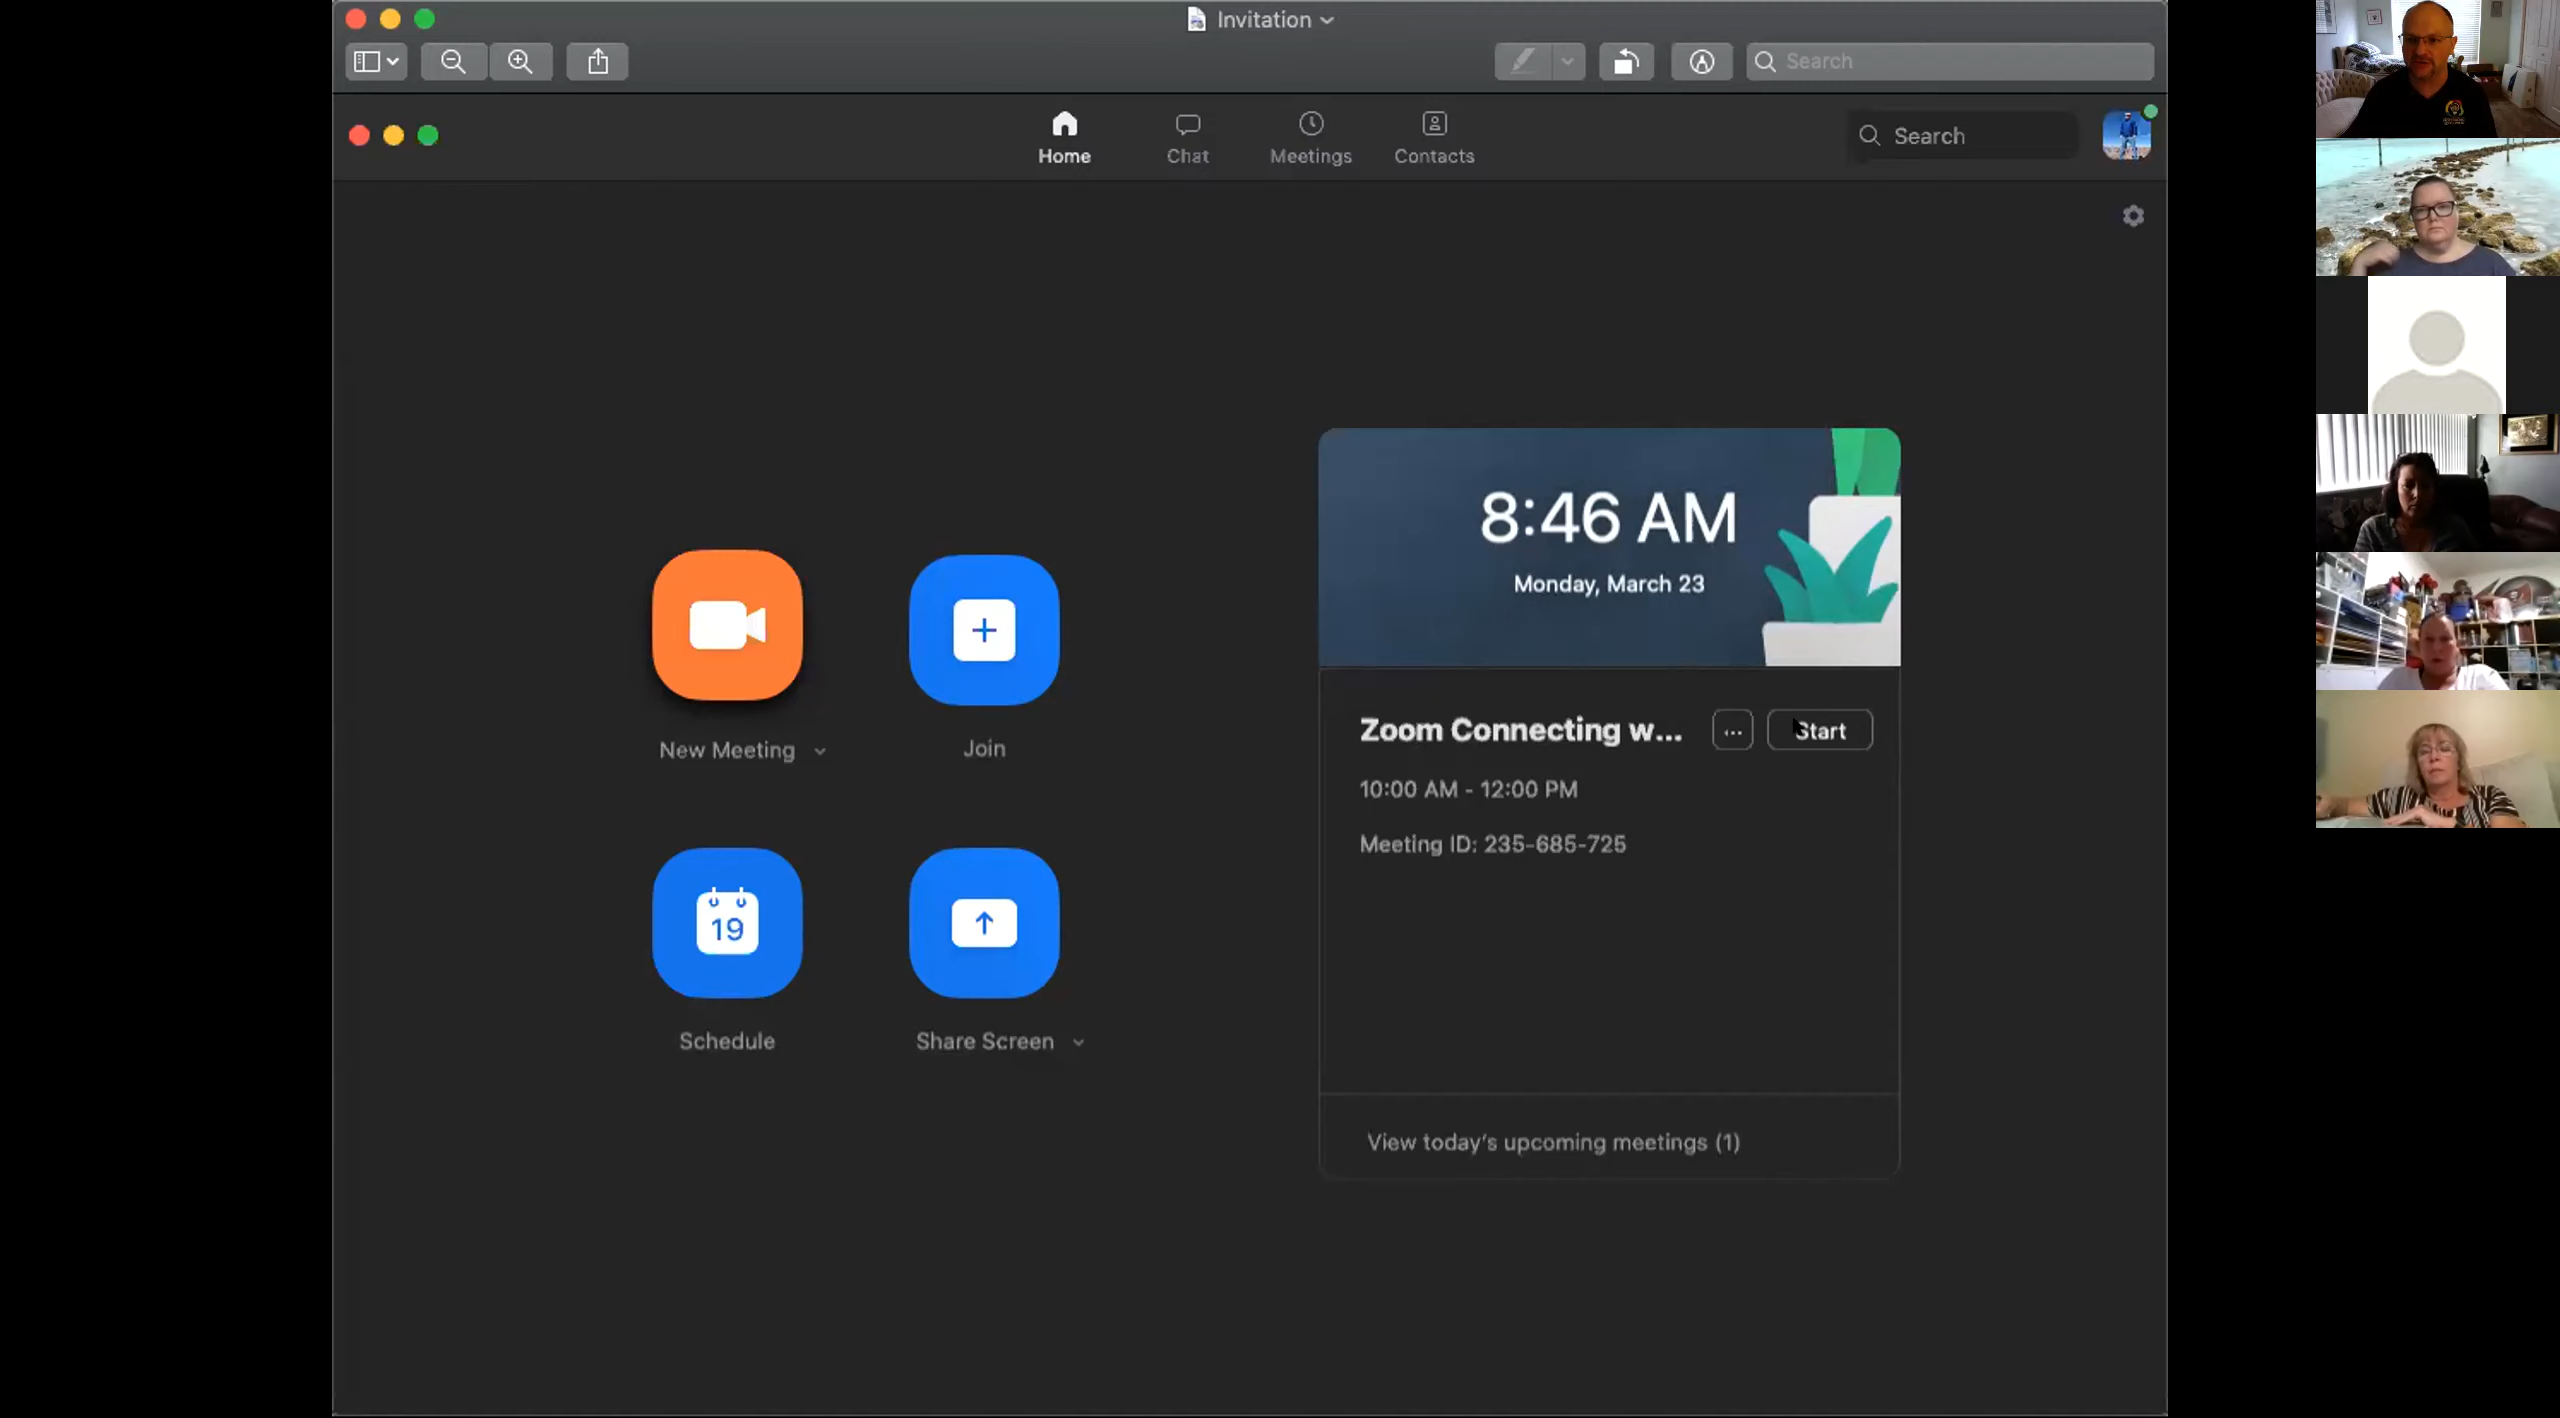 Invitation
Search
Home
Chat
Meetings
Contacts
Search
8:46 AM
Monday, March 23
New Meeting
Join
Zoom Connecting w...
...
Start
10:00 AM - 12:00 PM
Meeting ID: 235-685-725
19
Schedule
Share Screen
View today's upcoming meetings (1)